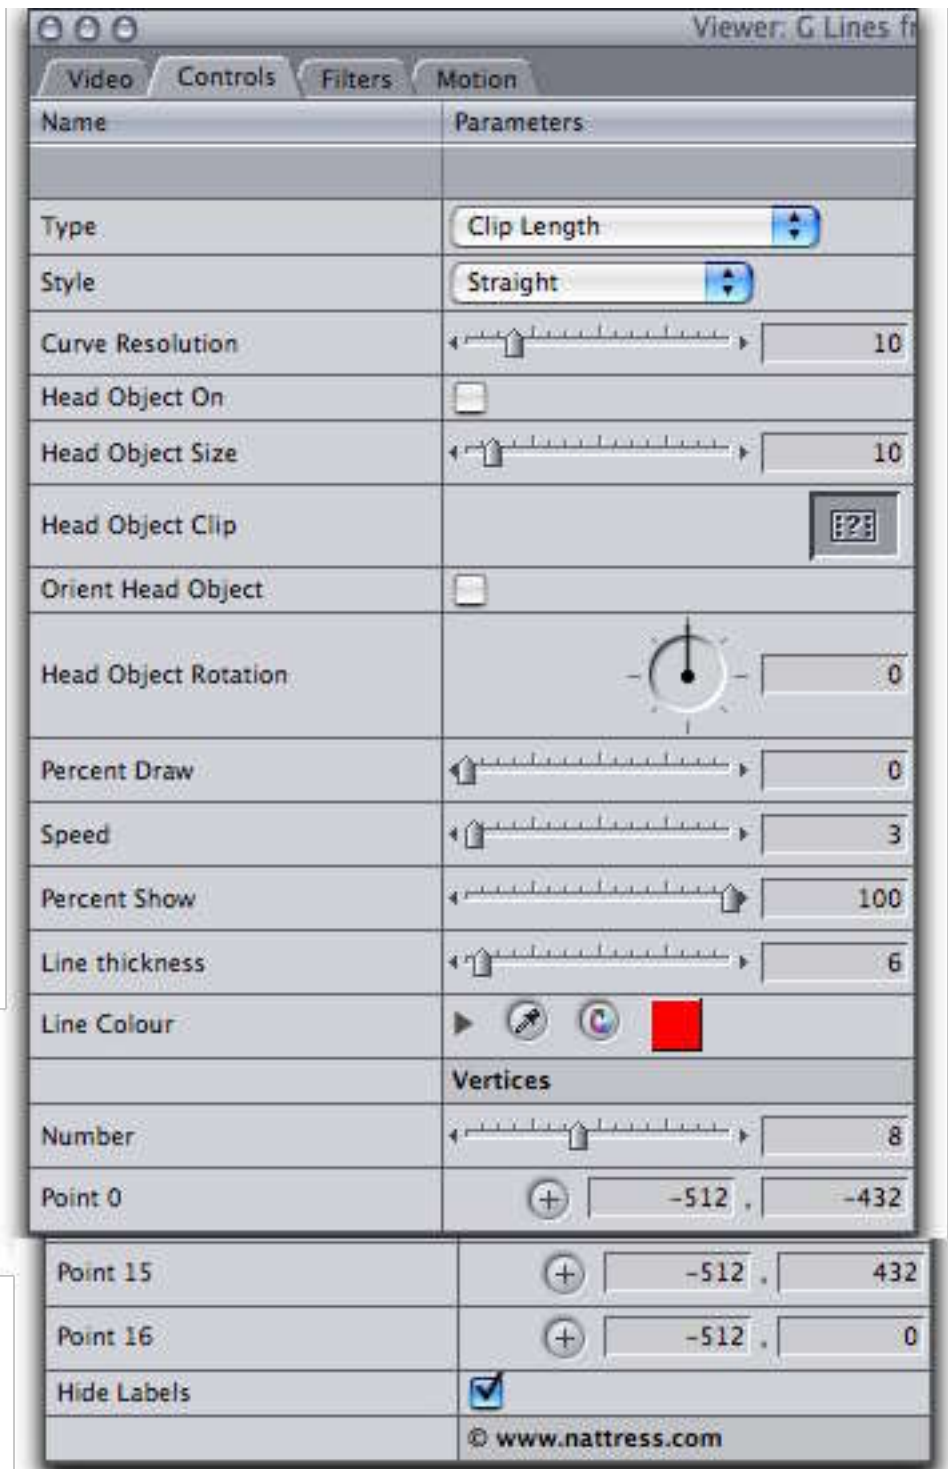 Viewer: G Lines fr
Video Controls Filters Motion
Name Parameters
Type Clip Length
Style Straight
Curve Resolution 10
Head Object On
Head Object Size 10
Head Object Clip ?
Orient Head Object
Head Object Rotation 0
Percent Draw 0
Speed 3
Percent Show 100
Line thickness 6
Line Colour
Vertices
Number 8
Point 0 -512 , -432
Point 15 -512 , 432
Point 16 -512 , 0
Hide Labels
© www.nattress.com